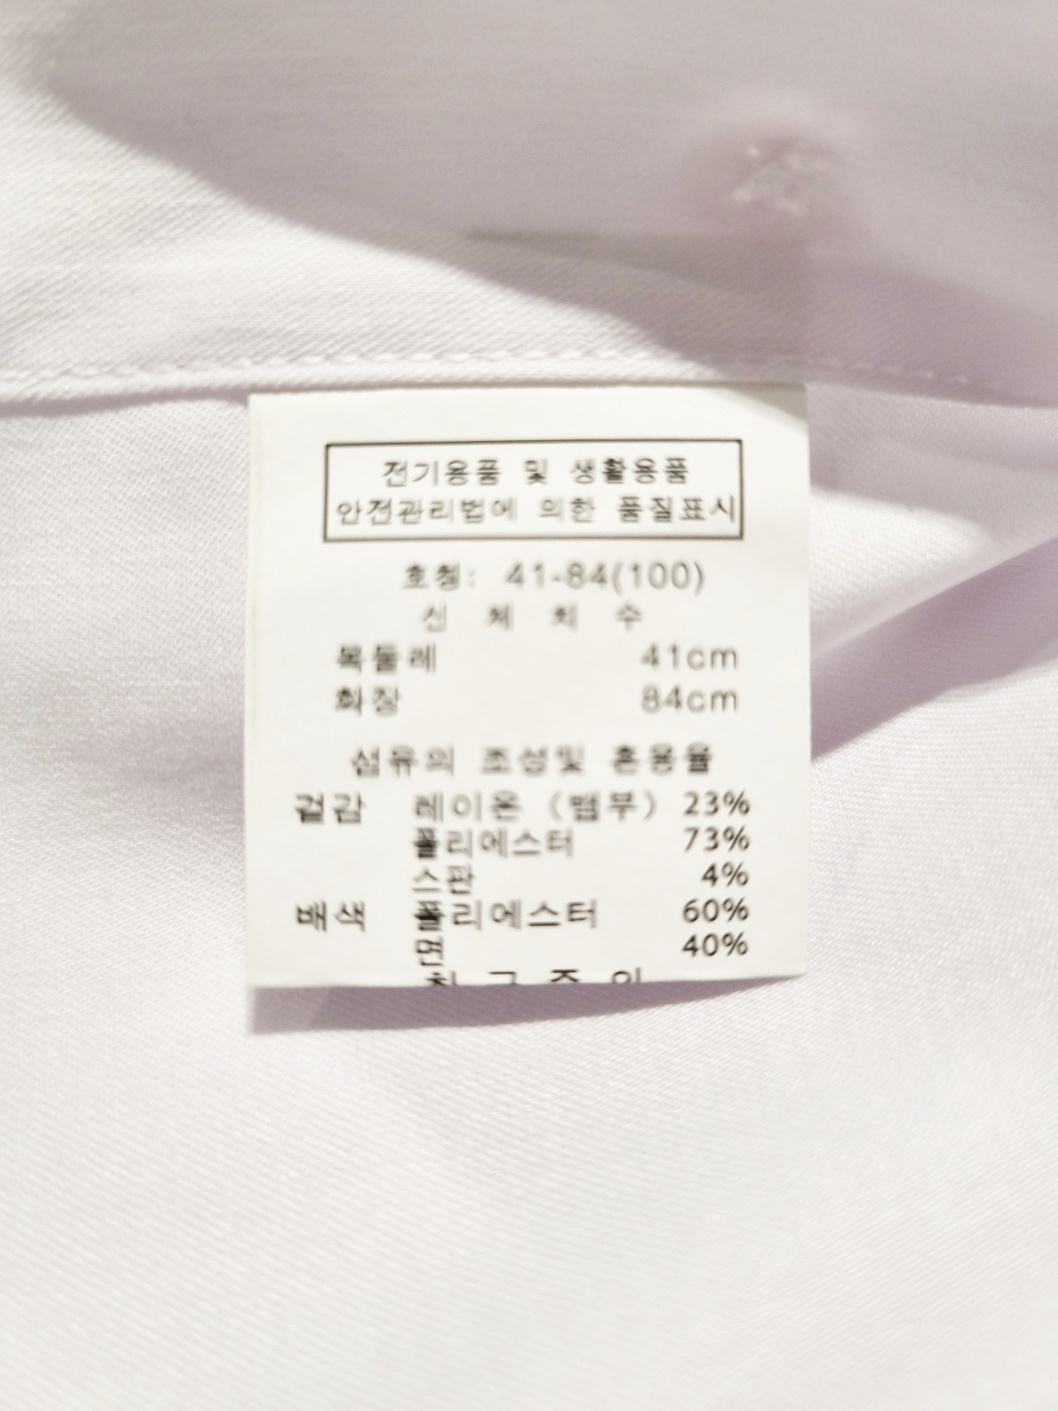 전기용품 및 생활용품
안전관리법에 의한 품질표시
호칭: 41-84(100)
신 체 치 수
목둘레 41cm
화장 84cm
섬유의 조성및 혼용율
겉감 레이온 (뱀부) 23%
폴리에스터 73%
스판 4%
배색 폴리에스터 60%
면 40%